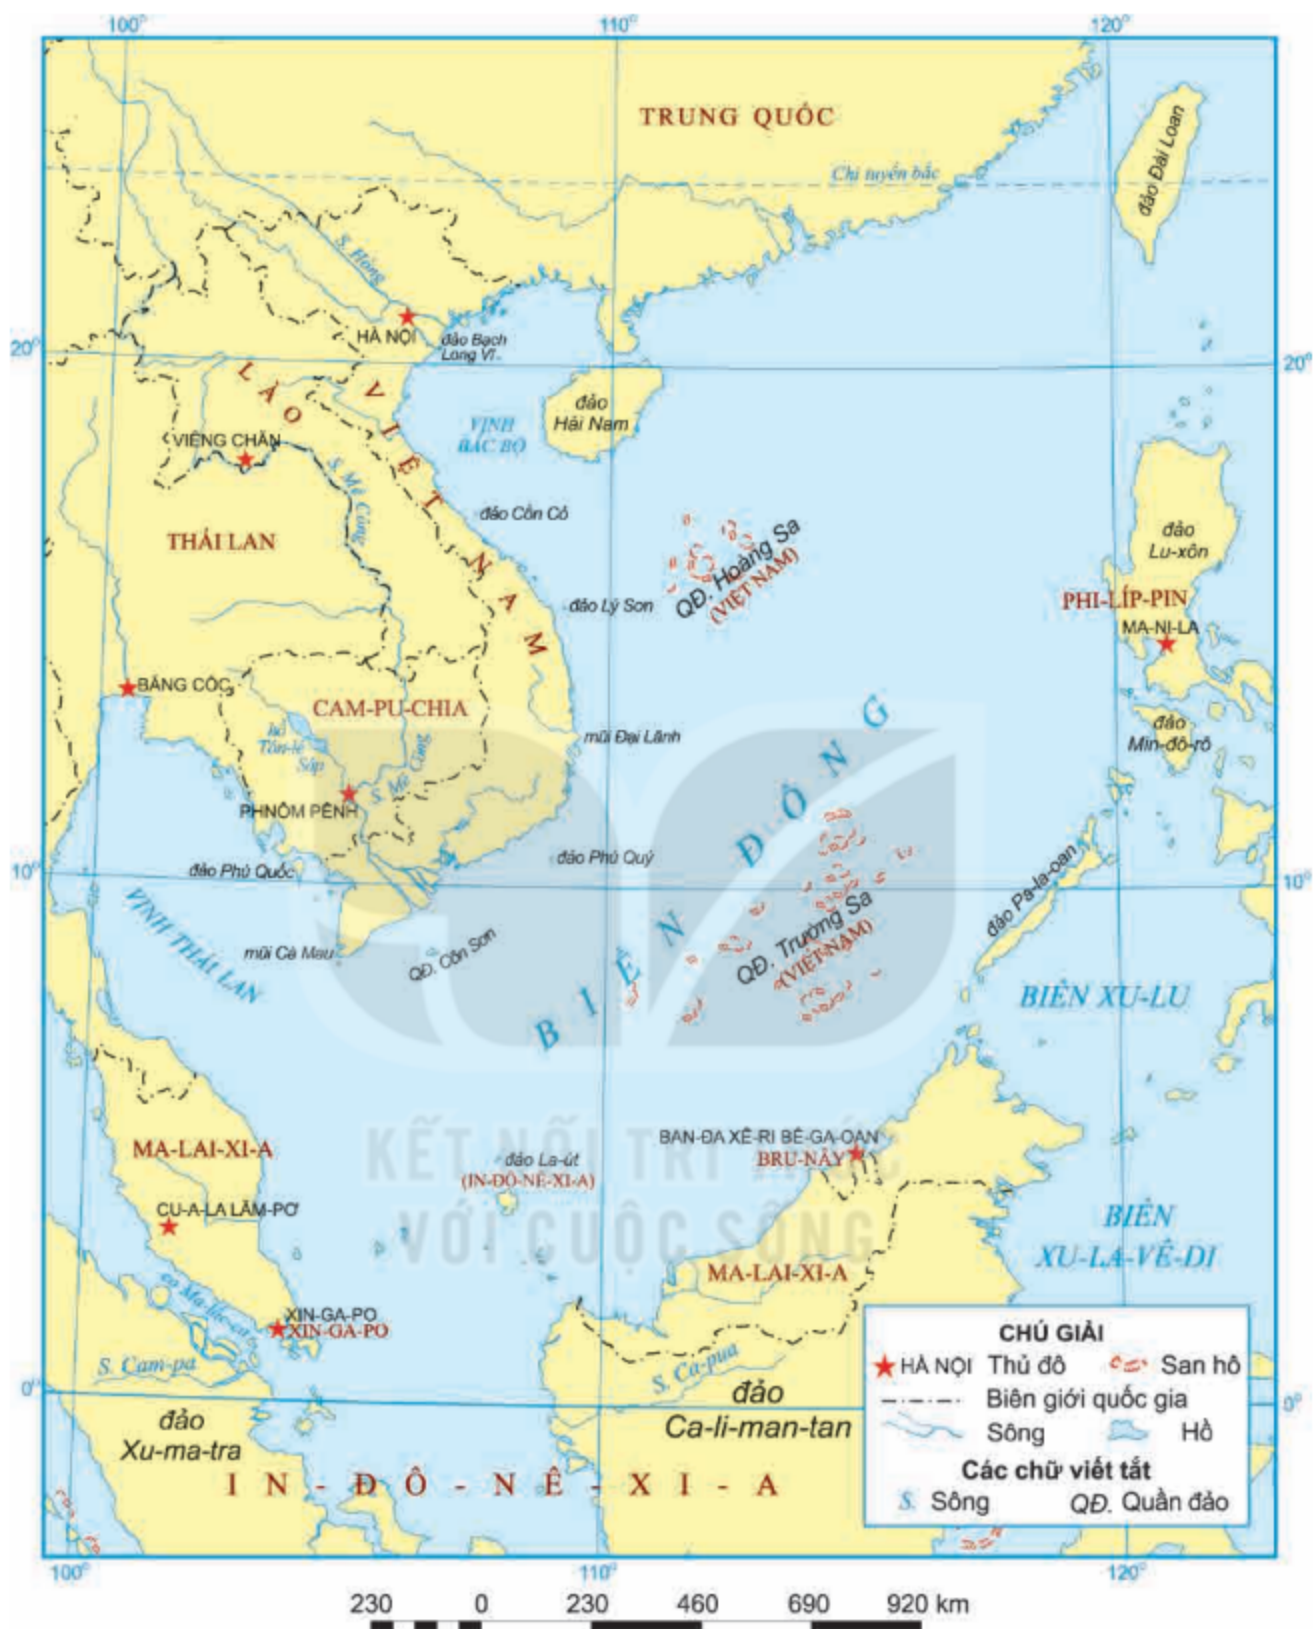 100°
110°
120°
TRUNG QUỐC
Chí tuyến bắc
đảo Đài Loan
S. Hồng
HÀ NỘI
đảo Bạch
Long Vĩ
20°
20°
LÀO
VIỆT NAM
đảo
Hải Nam
VỊNH
BẮC BỘ
VIÊNG CHĂN
S. Mê Công
đảo Cồn Cỏ
THÁI LAN
QĐ. Hoàng Sa
(VIỆT NAM)
đảo
Lu-xôn
đảo Lý Sơn
PHI-LÍP-PIN
MA-NI-LA
BĂNG CỐC
CAM-PU-CHIA
hồ
Tôn-lê
Sáp
S. Mê Công
mũi Đại Lãnh
đảo
Min-đô-rô
PHNÔM PÊNH
BIỂN ĐÔNG
đảo Phú Quý
đảo Phú Quốc
10°
10°
đảo Pa-la-oan
VỊNH THÁI LAN
mũi Cà Mau
QĐ. Côn Sơn
QĐ. Trường Sa
(VIỆT NAM)
BIỂN XU-LU
KẾT NỐI TRI THỨC
VỚI CUỘC SỐNG
MA-LAI-XI-A
BAN-ĐA XÊ-RI BÊ-GA-OAN
BRU-NÂY
đảo La-út
(IN-ĐÔ-NÊ-XI-A)
CU-A-LA LĂM-PƠ
BIỂN
XU-LA-VÊ-DI
MA-LAI-XI-A
eo Ma-lắc-ca
XIN-GA-PO
XIN-GA-PO
S. Cam-pa
S. Ca-pua
0°
0°
đảo
Xu-ma-tra
đảo
Ca-li-man-tan
IN-ĐÔ-NÊ-XI-A
CHÚ GIẢI
HÀ NỘI Thủ đô San hô
Biên giới quốc gia
Sông Hồ
Các chữ viết tắt
S. Sông QĐ. Quần đảo
100°
110°
120°
230 0 230 460 690 920 km